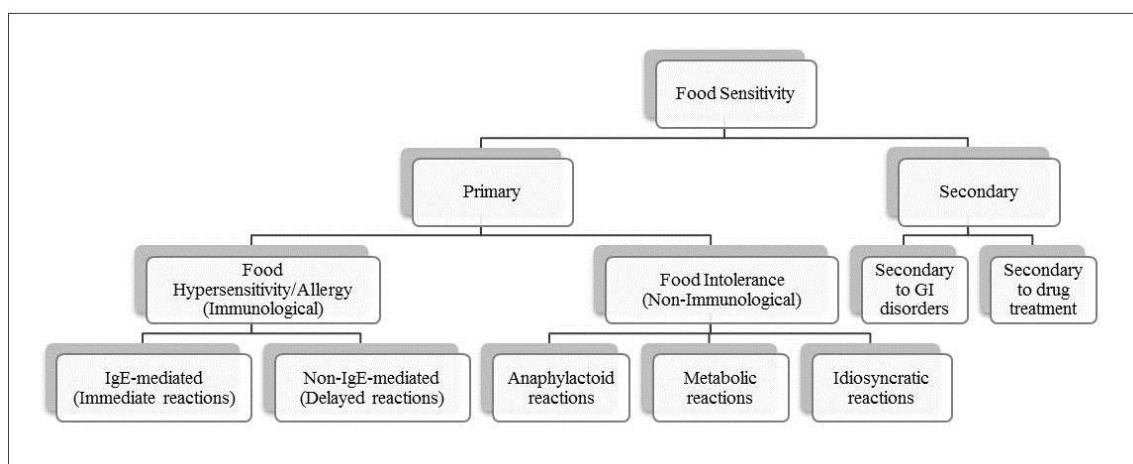 Food Sensitivity
Primary
Secondary
Food
Hypersensitivity/Allergy
(Immunological)
Food Intolerance
(Non-Immunological)
Secondary
to GI
disorders
Secondary
to drug
treatment
IgE-mediated
(Immediate reactions)
Non-IgE-mediated
(Delayed reactions)
Anaphylactoid
reactions
Metabolic
reactions
Idiosyncratic
reactions